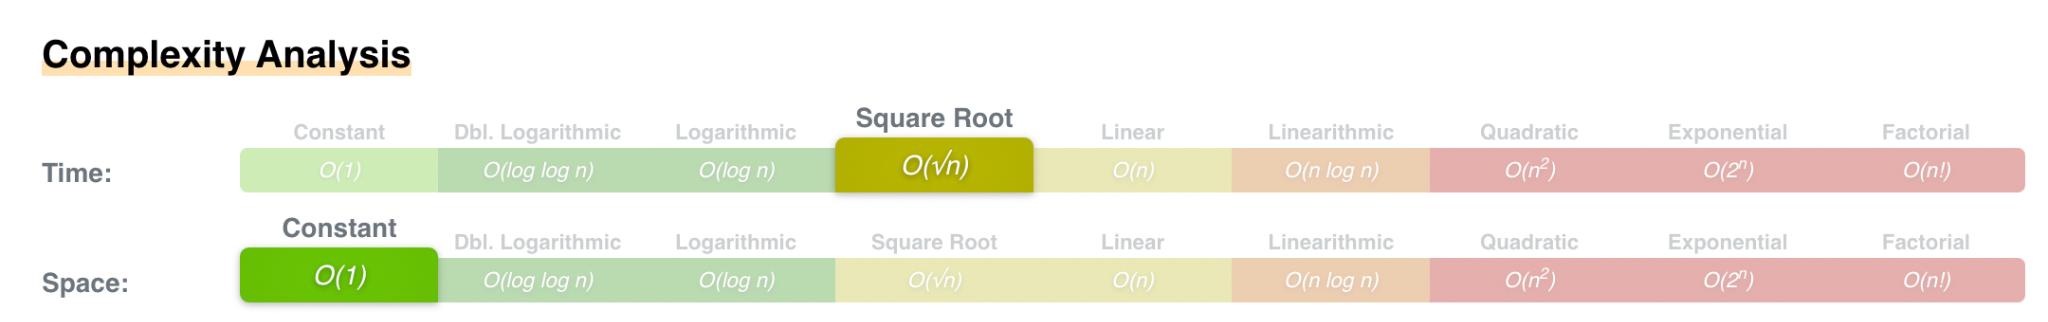 Complexity Analysis
Constant Dbl. Logarithmic Logarithmic Square Root Linear Linearithmic Quadratic Exponential Factorial
Time: O(1) O(log log n) O(log n) O(√n) O(n) O(n log n) O(n²) O(2ⁿ) O(n!)
Constant Dbl. Logarithmic Logarithmic Square Root Linear Linearithmic Quadratic Exponential Factorial
Space: O(1) O(log log n) O(log n) O(√n) O(n) O(n log n) O(n²) O(2ⁿ) O(n!)